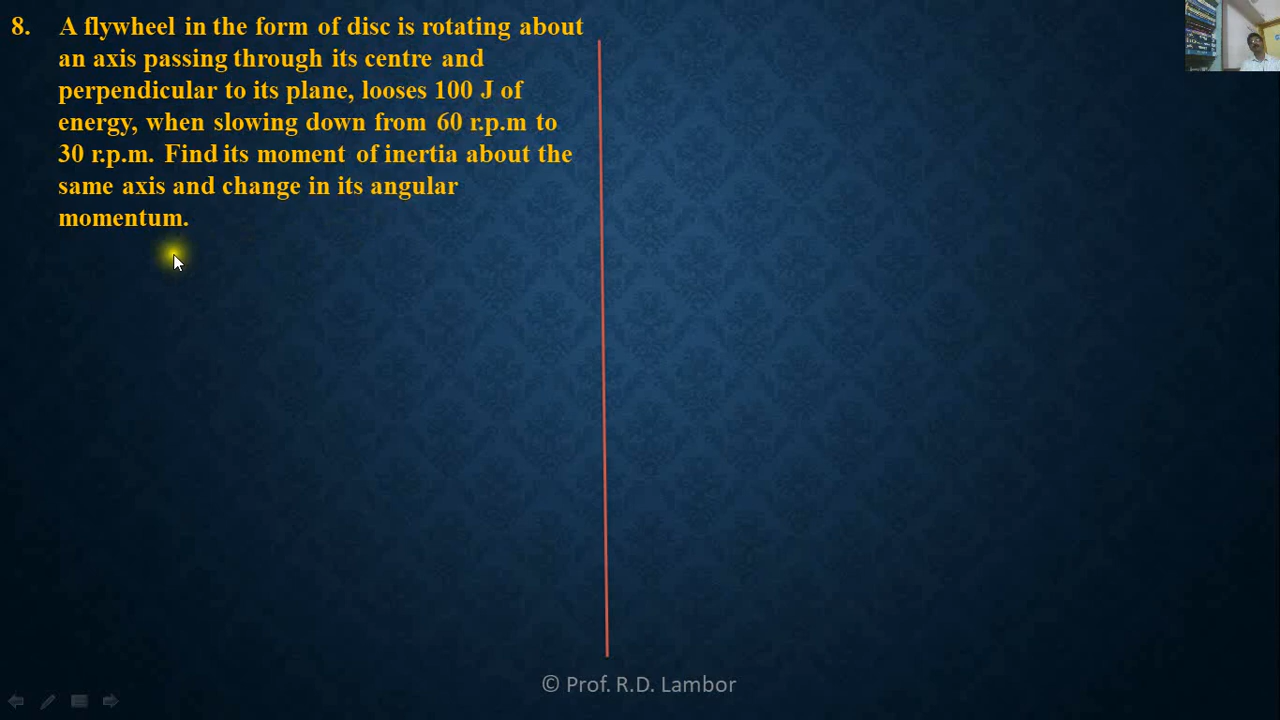 8. A flywheel in the form of disc is rotating about
an axis passing through its centre and
perpendicular to its plane, looses 100 J of
energy, when slowing down from 60 r.p.m to
30 r.p.m. Find its moment of inertia about the
same axis and change in its angular
momentum.
© Prof. R.D. Lambor